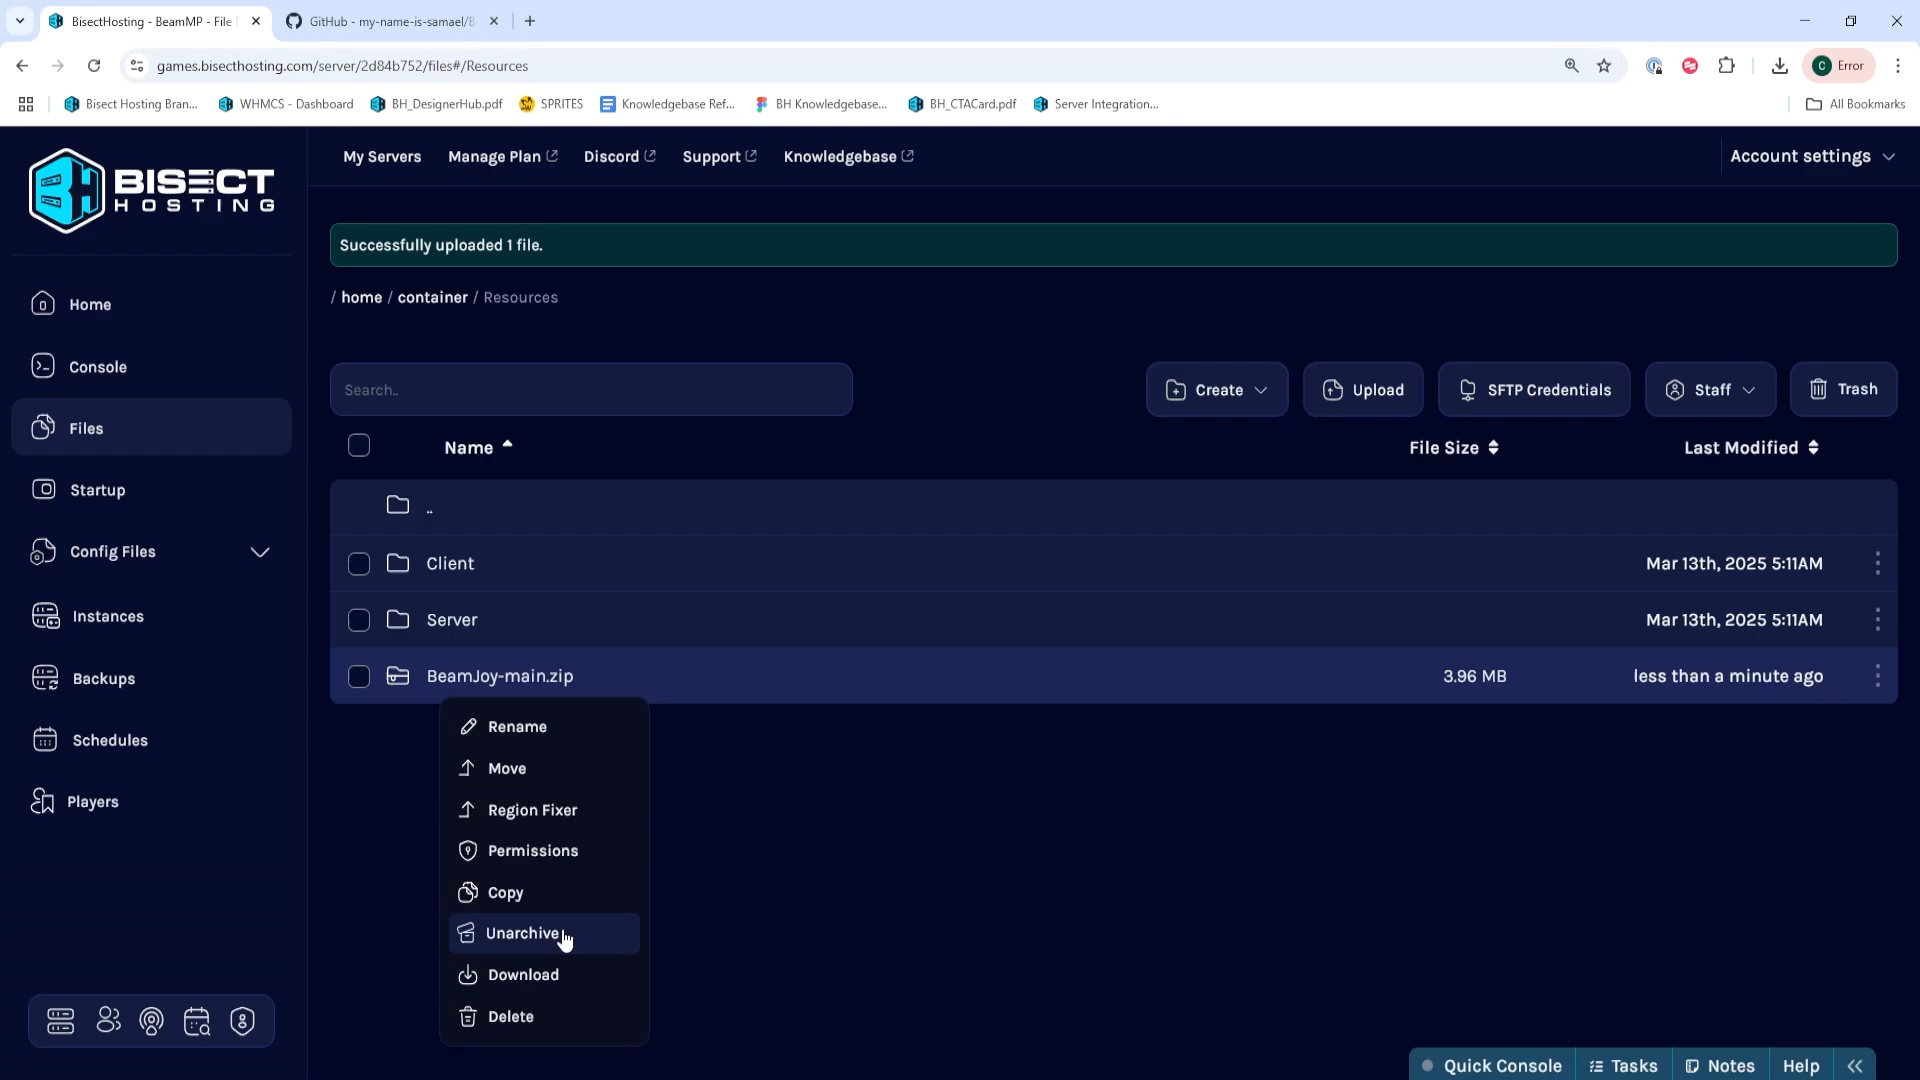 BisectHosting - BeamMP - File
GitHub - my-name-is-samael/B
games.bisecthosting.com/server/2d84b752/files#/Resources
C Error
Bisect Hosting Bran...
WHMCS - Dashboard
BH_DesignerHub.pdf
SPRITES
Knowledgebase Ref...
BH Knowledgebase...
BH_CTACard.pdf
Server Integration...
All Bookmarks
BISECT
HOSTING
My Servers
Manage Plan
Discord
Support
Knowledgebase
Account settings
Successfully uploaded 1 file.
/ home / container / Resources
Home
Console
Files
Startup
Config Files
Instances
Backups
Schedules
Players
Search..
Create
Upload
SFTP Credentials
Staff
Trash
Name
File Size
Last Modified
..
Client
Mar 13th, 2025 5:11AM
Server
Mar 13th, 2025 5:11AM
BeamJoy-main.zip
3.96 MB
less than a minute ago
Rename
Move
Region Fixer
Permissions
Copy
Unarchive
Download
Delete
Quick Console
Tasks
Notes
Help